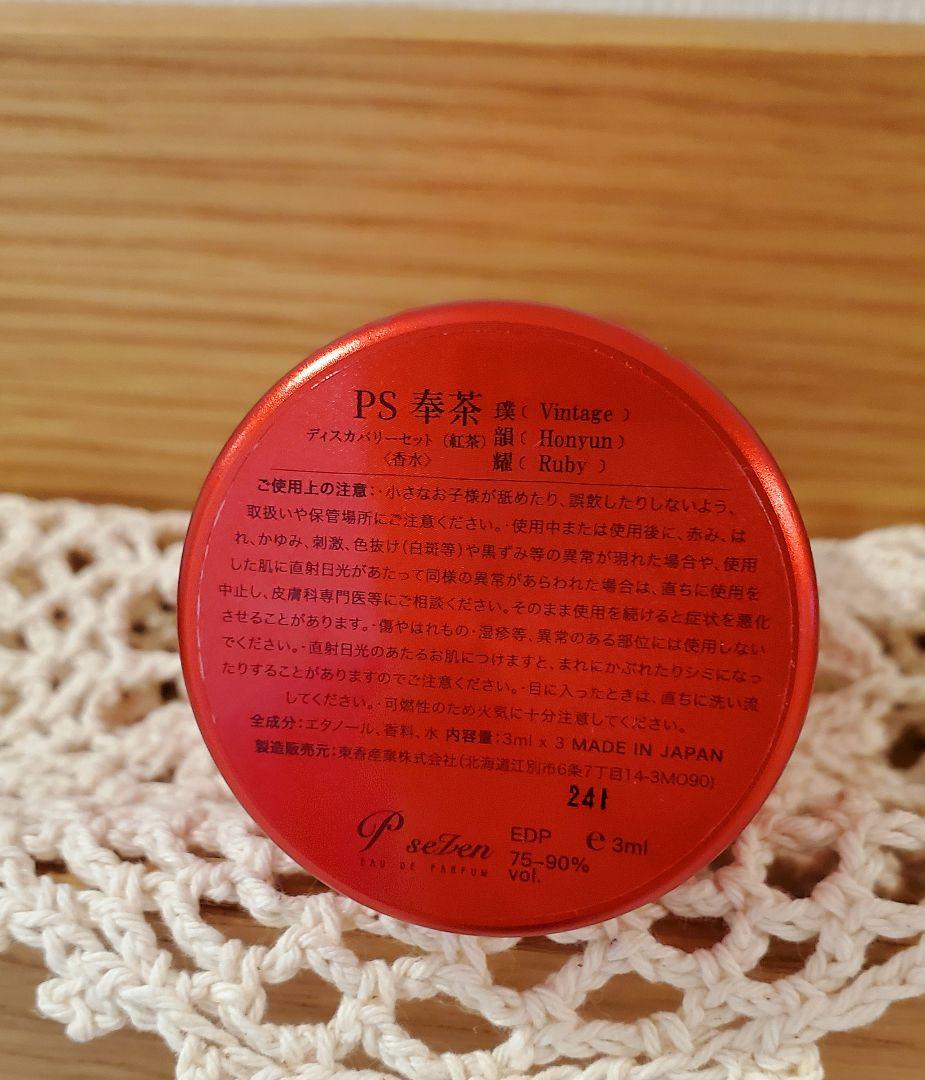 PS 奉茶 璞( Vintage )
ディスカバリーセット(紅茶) 韻( Honyun )
〈香水〉 耀( Ruby )
ご使用上の注意:・小さなお子様が舐めたり、誤飲したりしないよう、
取扱いや保管場所にご注意ください。・使用中または使用後に、赤み、は
れ、かゆみ、刺激、色抜け(白斑等)や黒ずみ等の異常が現れた場合や、使用
した肌に直射日光があたって同様の異常があらわれた場合は、直ちに使用を
中止し、皮膚科専門医等にご相談ください。そのまま使用を続けると症状を悪化
させることがあります。・傷やはれもの・湿疹等、異常のある部位には使用しない
でください。・直射日光のあたるお肌につけますと、まれにかぶれたりシミになっ
たりすることがありますのでご注意ください。・目に入ったときは、直ちに洗い流
してください。・可燃性のため火気に十分注意してください。
全成分:エタノール、香料、水 内容量:3ml x 3 MADE IN JAPAN
製造販売元:東香産業株式会社(北海道江別市6条7丁目14-3MO90)
241
P seZen
EAU DE PARFUM
EDP ℮ 3ml
75-90%
vol.